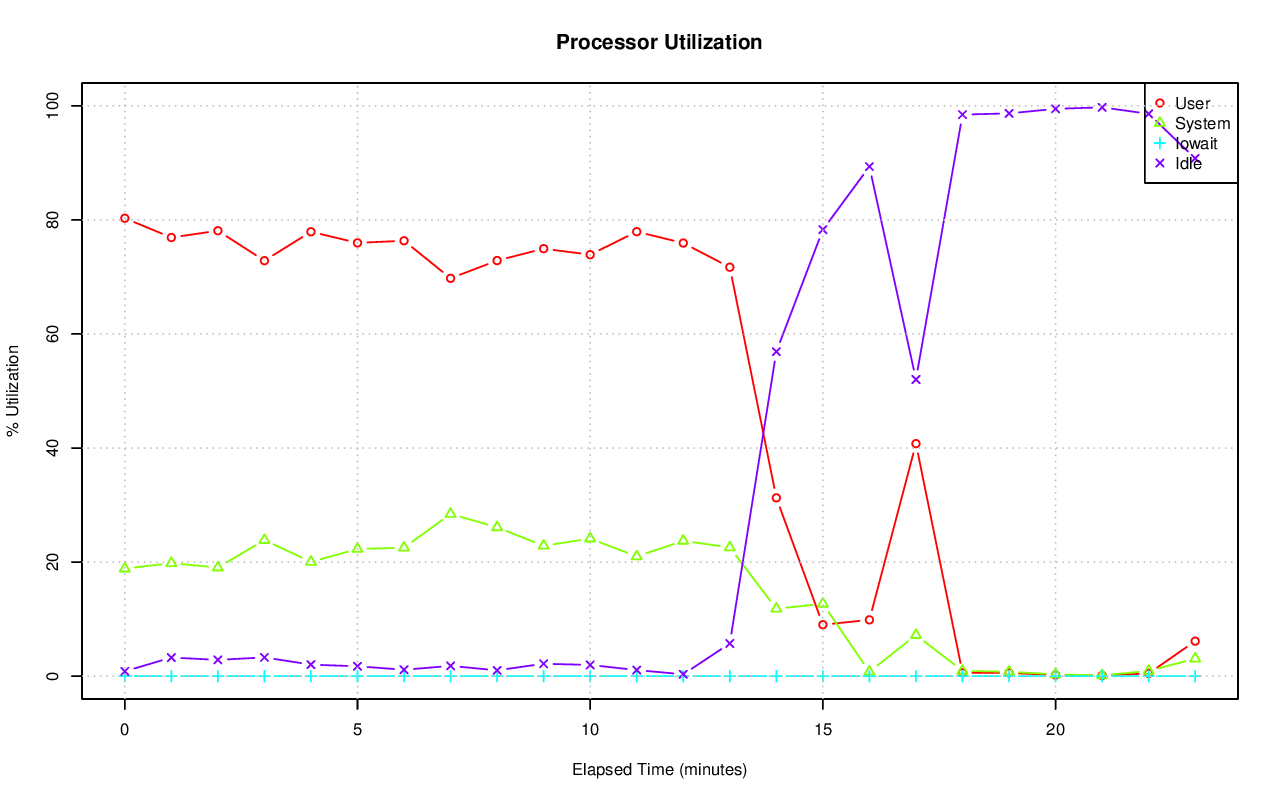 Processor Utilization
% Utilization
100
80
60
40
20
0
User
System
Iowait
Idle
0 5 10 15 20
Elapsed Time (minutes)